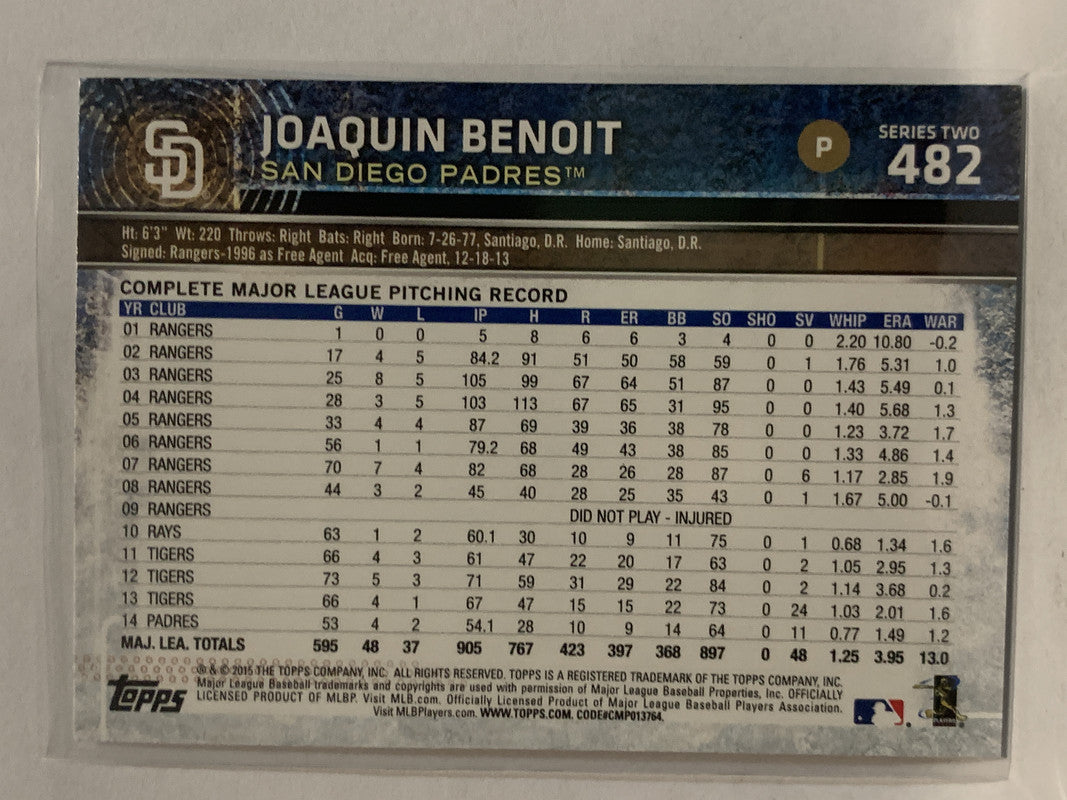 SD JOAQUIN BENOIT
SAN DIEGO PADRES™
P
SERIES TWO
482
Ht: 6'3" Wt: 220 Throws: Right Bats: Right Born: 7-26-77, Santiago, D.R. Home: Santiago, D.R.
Signed: Rangers-1996 as Free Agent Acq: Free Agent, 12-18-13
COMPLETE MAJOR LEAGUE PITCHING RECORD
YR CLUB G W L IP H R ER BB SO SHO SV WHIP ERA WAR
01 RANGERS 1 0 0 5 8 6 6 3 4 0 0 2.20 10.80 -0.2
02 RANGERS 17 4 5 84.2 91 51 50 58 59 0 1 1.76 5.31 1.0
03 RANGERS 25 8 5 105 99 67 64 51 87 0 0 1.43 5.49 0.1
04 RANGERS 28 3 5 103 113 67 65 31 95 0 0 1.40 5.68 1.3
05 RANGERS 33 4 4 87 69 39 36 38 78 0 0 1.23 3.72 1.7
06 RANGERS 56 1 1 79.2 68 49 43 38 85 0 0 1.33 4.86 1.4
07 RANGERS 70 7 4 82 68 28 26 28 87 0 6 1.17 2.85 1.9
08 RANGERS 44 3 2 45 40 28 25 35 43 0 1 1.67 5.00 -0.1
09 RANGERS DID NOT PLAY - INJURED
10 RAYS 63 1 2 60.1 30 10 9 11 75 0 1 0.68 1.34 1.6
11 TIGERS 66 4 3 61 47 22 20 17 63 0 2 1.05 2.95 1.3
12 TIGERS 73 5 3 71 59 31 29 22 84 0 2 1.14 3.68 0.2
13 TIGERS 66 4 1 67 47 15 15 22 73 0 24 1.03 2.01 1.6
14 PADRES 53 4 2 54.1 28 10 9 14 64 0 11 0.77 1.49 1.2
MAJ. LEA. TOTALS 595 48 37 905 767 423 397 368 897 0 48 1.25 3.95 13.0
® & © 2015 THE TOPPS COMPANY, INC. ALL RIGHTS RESERVED. TOPPS IS A REGISTERED TRADEMARK OF THE TOPPS COMPANY, INC.
Major League Baseball trademarks and copyrights are used with permission of Major League Baseball Properties, Inc. OFFICIALLY
LICENSED PRODUCT OF MLBP. Visit MLB.com. Officially Licensed Product of Major League Baseball Players Association.
Visit MLBPlayers.com. WWW.TOPPS.COM. CODE#CMP013764.
Topps